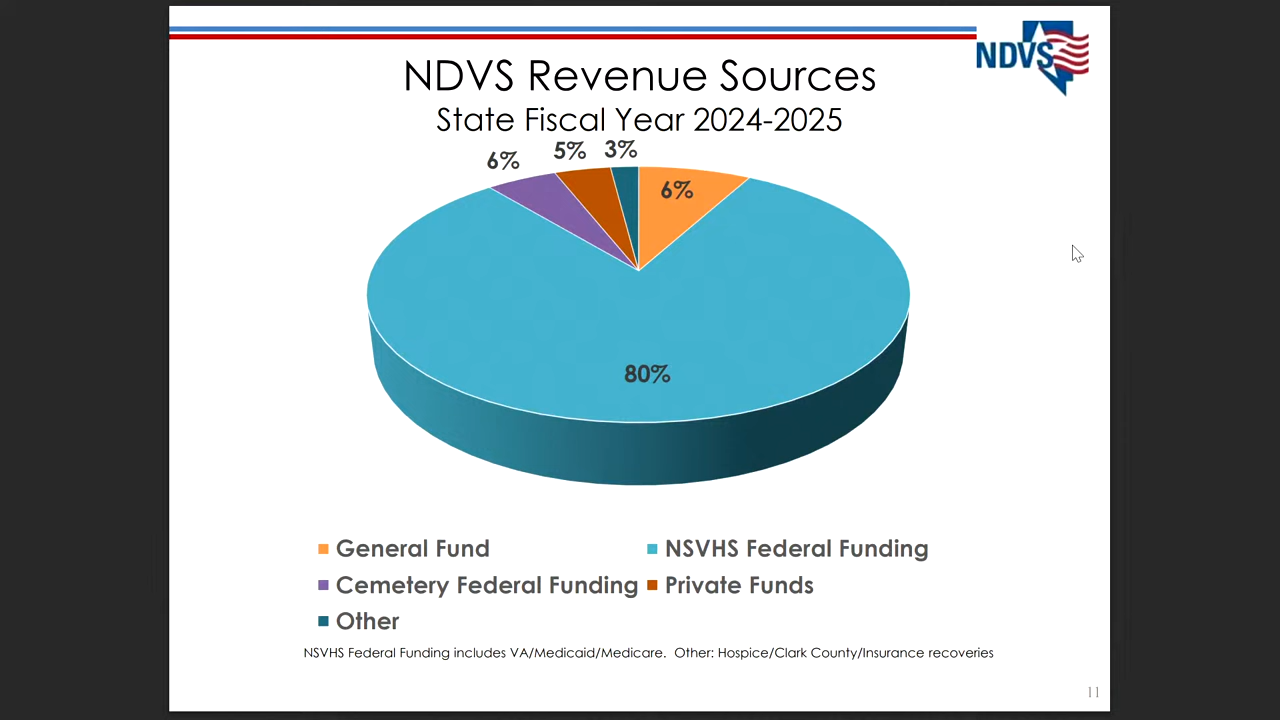 NDVS
NDVS Revenue Sources
State Fiscal Year 2024-2025
6% 5% 3%
6%
80%
General Fund NSVHS Federal Funding
Cemetery Federal Funding Private Funds
Other
NSVHS Federal Funding includes VA/Medicaid/Medicare. Other: Hospice/Clark County/Insurance recoveries
11